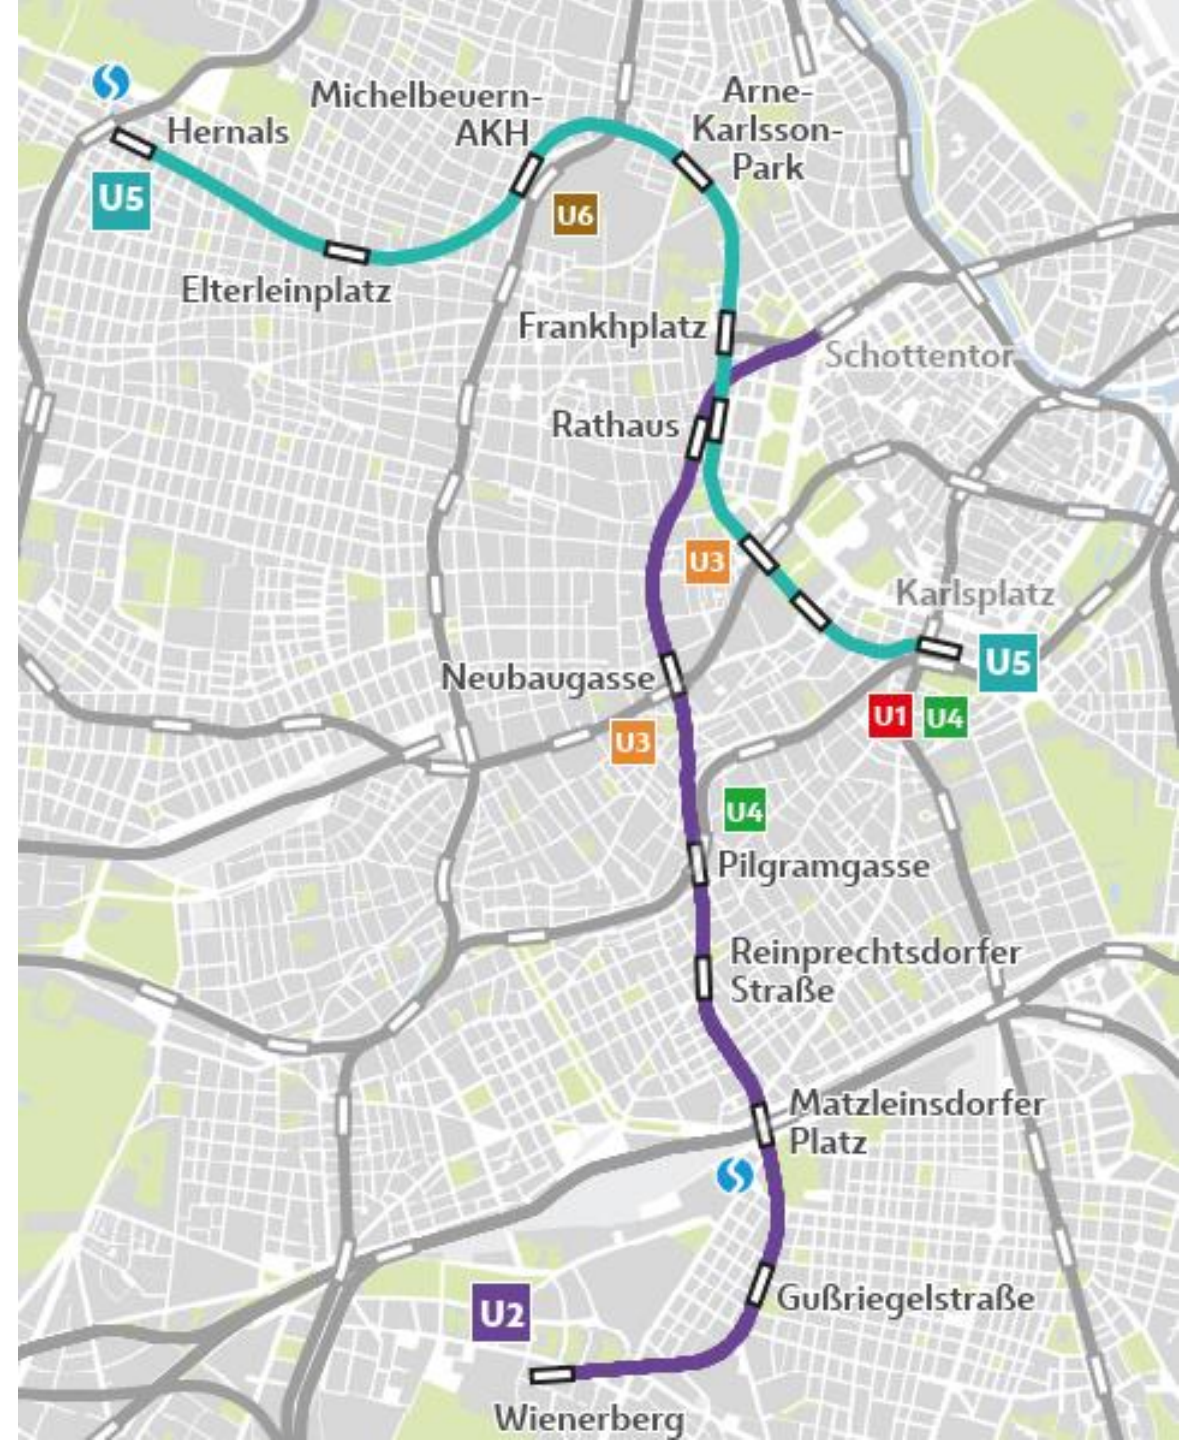 Michelbeuern-
AKH
Arne-
Karlsson-
Park
Hernals
U5
U6
Elterleinplatz
Frankhplatz
Schottentor
Rathaus
U3
Karlsplatz
U5
Neubaugasse
U1
U4
U3
U4
Pilgramgasse
Reinprechtsdorfer
Straße
Matzleinsdorfer
Platz
U2
Gußriegelstraße
Wienerberg